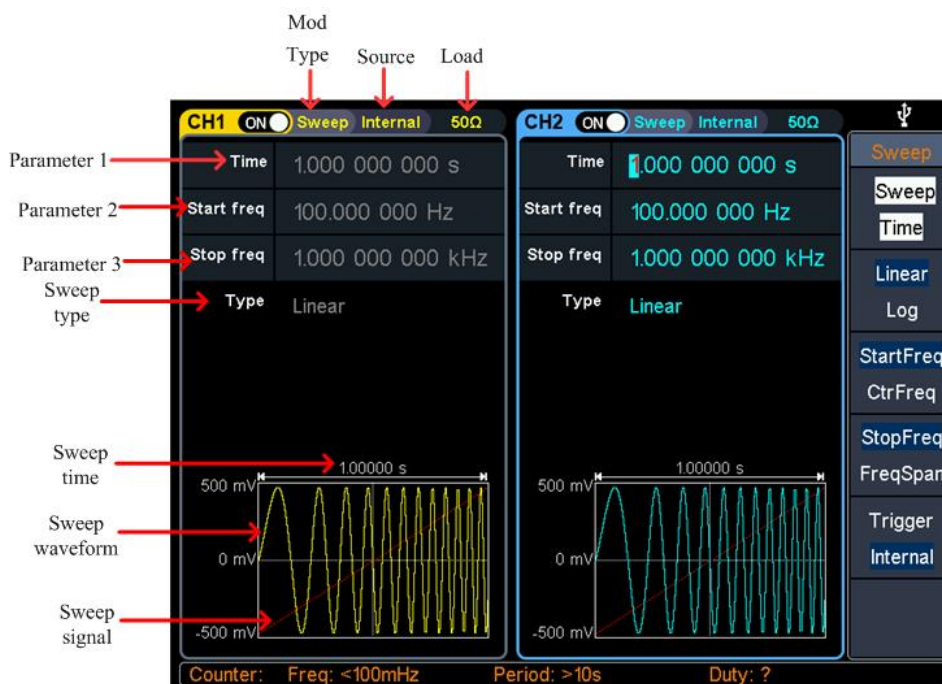 Mod
Type
Source
Load
CH1 ON Sweep Internal 50Ω
CH2 ON Sweep Internal 50Ω
Sweep
Parameter 1
Time 1.000 000 000 s
Time 1.000 000 000 s
Sweep
Time
Parameter 2
Start freq 100.000 000 Hz
Start freq 100.000 000 Hz
Parameter 3
Stop freq 1.000 000 000 kHz
Stop freq 1.000 000 000 kHz
Linear
Log
Sweep
type
Type Linear
Type Linear
StartFreq
CtrFreq
StopFreq
FreqSpan
Sweep
time
1.00000 s
1.00000 s
500 mV
500 mV
Trigger
Internal
Sweep
waveform
0 mV
0 mV
Sweep
signal
-500 mV
-500 mV
Counter: Freq: <100mHz Period: >10s Duty: ?